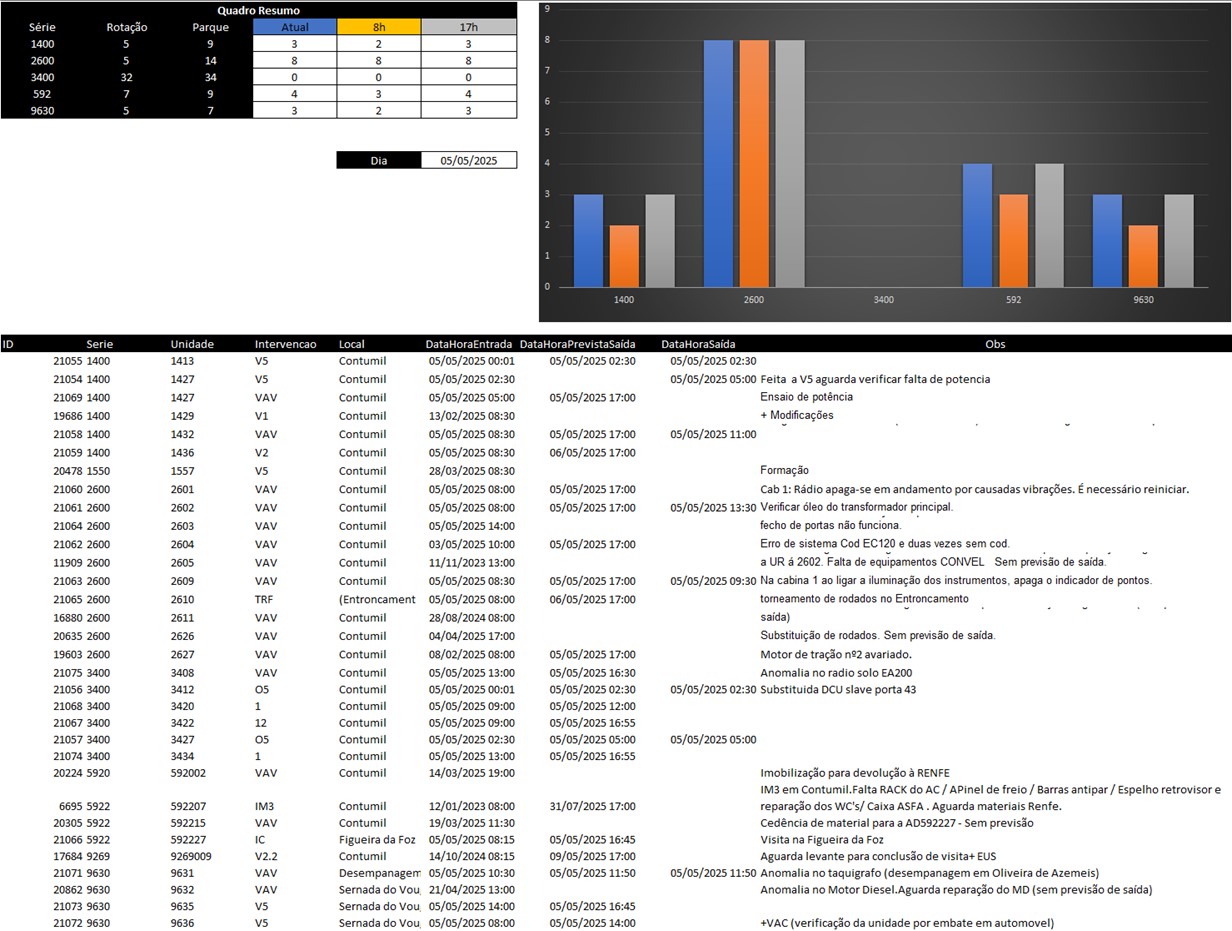 Quadro Resumo
Série Rotação Parque Atual 8h 17h
1400 5 9 3 2 3
2600 5 14 8 8 8
3400 32 34 0 0 0
592 7 9 4 3 4
9630 5 7 3 2 3
Dia 05/05/2025
9
8
7
6
5
4
3
2
1
0
1400 2600 3400 592 9630
ID Serie Unidade Intervencao Local DataHoraEntrada DataHoraPrevistaSaída DataHoraSaída Obs
21055 1400 1413 V5 Contumil 05/05/2025 00:01 05/05/2025 02:30 05/05/2025 02:30
21054 1400 1427 V5 Contumil 05/05/2025 02:30 05/05/2025 05:00 Feita a V5 aguarda verificar falta de potencia
21069 1400 1427 VAV Contumil 05/05/2025 05:00 05/05/2025 17:00 Ensaio de potência
19686 1400 1429 V1 Contumil 13/02/2025 08:30 + Modificações
21058 1400 1432 VAV Contumil 05/05/2025 08:30 05/05/2025 17:00 05/05/2025 11:00
21059 1400 1436 V2 Contumil 05/05/2025 08:30 06/05/2025 17:00
20478 1550 1557 V5 Contumil 28/03/2025 08:30 Formação
21060 2600 2601 VAV Contumil 05/05/2025 08:00 05/05/2025 17:00 Cab 1: Rádio apaga-se em andamento por causadas vibrações. É necessário reiniciar.
21061 2600 2602 VAV Contumil 05/05/2025 08:00 05/05/2025 17:00 05/05/2025 13:30 Verificar óleo do transformador principal.
21064 2600 2603 VAV Contumil 05/05/2025 14:00 fecho de portas não funciona.
21062 2600 2604 VAV Contumil 03/05/2025 10:00 05/05/2025 17:00 Erro de sistema Cod EC120 e duas vezes sem cod.
11909 2600 2605 VAV Contumil 11/11/2023 13:00 a UR á 2602. Falta de equipamentos CONVEL Sem previsão de saída.
21063 2600 2609 VAV Contumil 05/05/2025 08:30 05/05/2025 17:00 05/05/2025 09:30 Na cabina 1 ao ligar a iluminação dos instrumentos, apaga o indicador de pontos.
21065 2600 2610 TRF (Entroncament 05/05/2025 08:00 06/05/2025 17:00 torneamento de rodados no Entroncamento
16880 2600 2611 VAV Contumil 28/08/2024 08:00 saída)
20635 2600 2626 VAV Contumil 04/04/2025 17:00 Substituição de rodados. Sem previsão de saída.
19603 2600 2627 VAV Contumil 08/02/2025 08:00 05/05/2025 17:00 Motor de tração nº2 avariado.
21075 3400 3408 VAV Contumil 05/05/2025 13:00 05/05/2025 16:30 Anomalia no radio solo EA200
21056 3400 3412 O5 Contumil 05/05/2025 00:01 05/05/2025 02:30 05/05/2025 02:30 Substituida DCU slave porta 43
21068 3400 3420 1 Contumil 05/05/2025 09:00 05/05/2025 12:00
21067 3400 3422 12 Contumil 05/05/2025 09:00 05/05/2025 16:55
21057 3400 3427 O5 Contumil 05/05/2025 02:30 05/05/2025 05:00 05/05/2025 05:00
21074 3400 3434 1 Contumil 05/05/2025 13:00 05/05/2025 16:55
20224 5920 592002 VAV Contumil 14/03/2025 19:00 Imobilização para devolução à RENFE
IM3 em Contumil.Falta RACK do AC / APinel de freio / Barras antipar / Espelho retrovisor e
6695 5922 592207 IM3 Contumil 12/01/2023 08:00 31/07/2025 17:00 reparação dos WC's/ Caixa ASFA . Aguarda materiais Renfe.
20305 5922 592215 VAV Contumil 19/03/2025 11:30 Cedência de material para a AD592227 - Sem previsão
21066 5922 592227 IC Figueira da Foz 05/05/2025 08:15 05/05/2025 16:45 Visita na Figueira da Foz
17684 9269 9269009 V2.2 Contumil 14/10/2024 08:15 09/05/2025 17:00 Aguarda levante para conclusão de visita+ EUS
21071 9630 9631 VAV Desempanagem 05/05/2025 10:30 05/05/2025 11:50 05/05/2025 11:50 Anomalia no taquigrafo (desempanagem em Oliveira de Azemeis)
20862 9630 9632 VAV Sernada do Vou 21/04/2025 13:00 Anomalia no Motor Diesel.Aguarda reparação do MD (sem previsão de saída)
21073 9630 9635 V5 Sernada do Vou 05/05/2025 14:00 05/05/2025 16:45
21072 9630 9636 V5 Sernada do Vou 05/05/2025 08:00 05/05/2025 14:00 +VAC (verificação da unidade por embate em automovel)